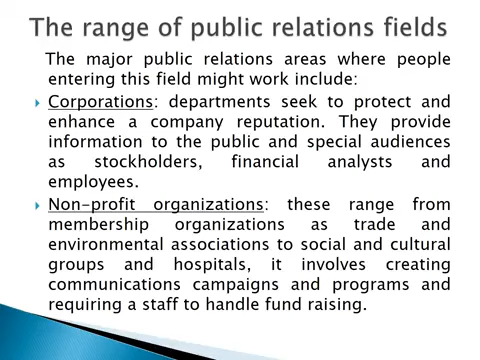 The range of public relations fields
The major public relations areas where people
entering this field might work include:
Corporations: departments seek to protect and
enhance a company reputation. They provide
information to the public and special audiences
as stockholders, financial analysts and
employees.
Non-profit organizations: these range from
membership organizations as trade and
environmental associations to social and cultural
groups and hospitals, it involves creating
communications campaigns and programs and
requiring a staff to handle fund raising.